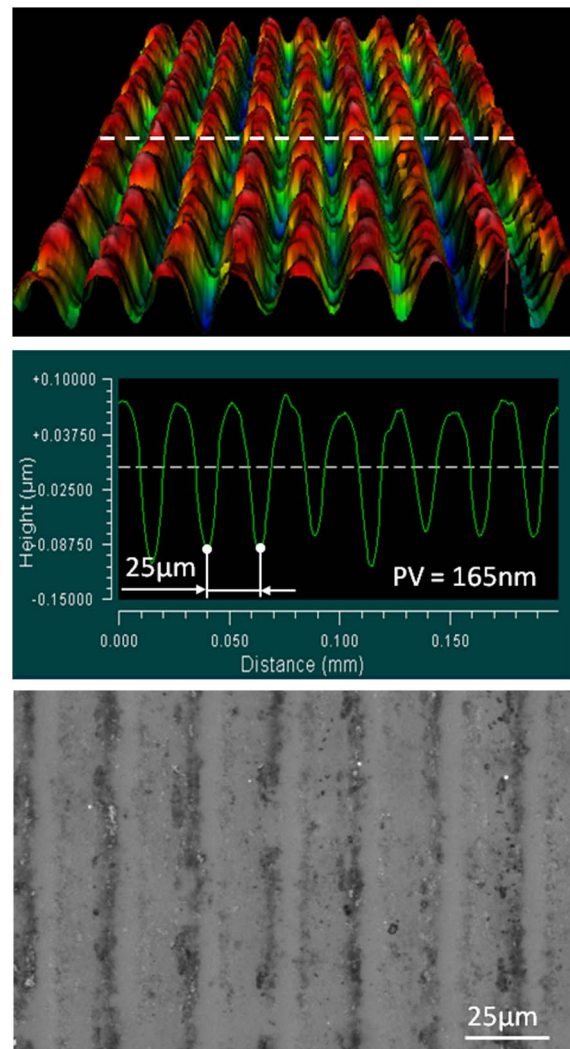 +0.10000
+0.03750
-0.02500
-0.08750
-0.15000
Height (µm)
25µm
PV = 165nm
0.000 0.050 0.100 0.150
Distance (mm)
25µm